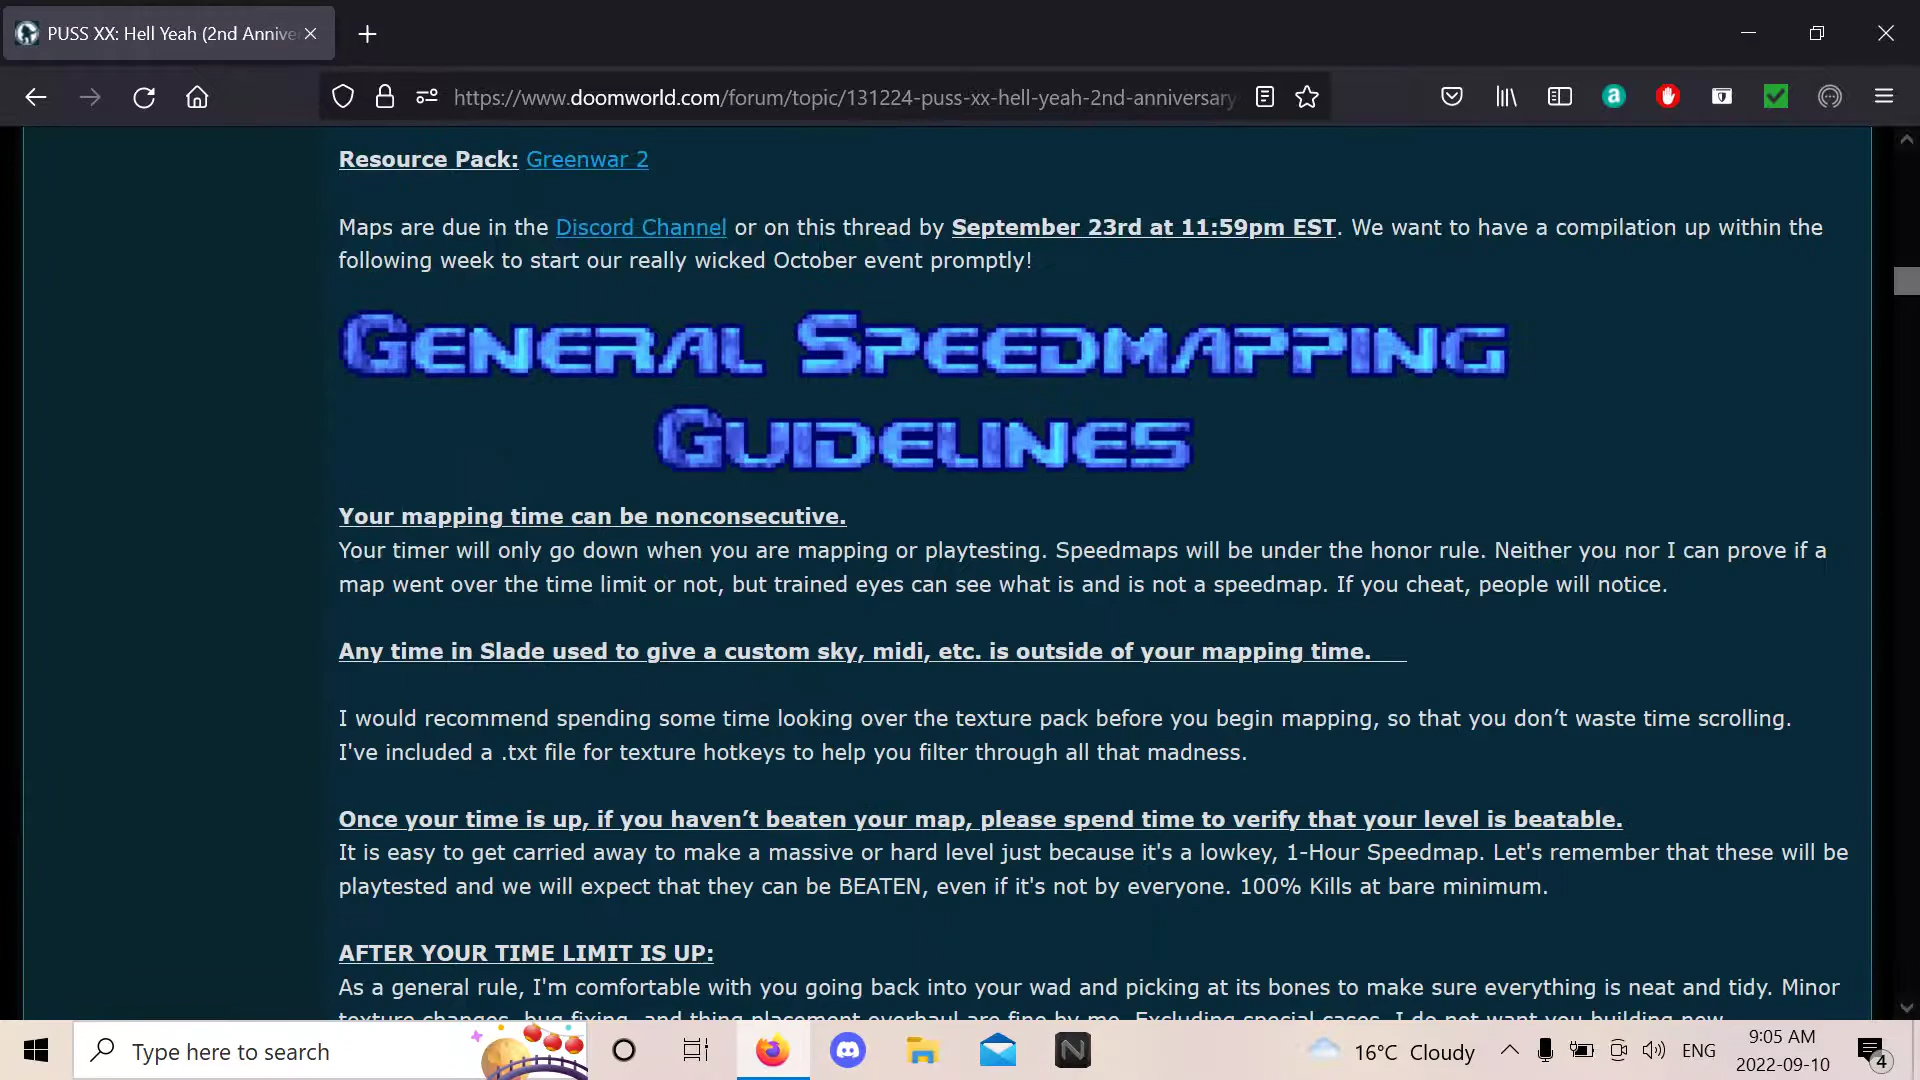 PUSS XX: Hell Yeah (2nd Annive
https://www.doomworld.com/forum/topic/131224-puss-xx-hell-yeah-2nd-anniversary
Resource Pack: Greenwar 2
Maps are due in the Discord Channel or on this thread by September 23rd at 11:59pm EST. We want to have a compilation up within the
following week to start our really wicked October event promptly!
General Speedmapping
Guidelines
Your mapping time can be nonconsecutive.
Your timer will only go down when you are mapping or playtesting. Speedmaps will be under the honor rule. Neither you nor I can prove if a
map went over the time limit or not, but trained eyes can see what is and is not a speedmap. If you cheat, people will notice.
Any time in Slade used to give a custom sky, midi, etc. is outside of your mapping time.
I would recommend spending some time looking over the texture pack before you begin mapping, so that you don’t waste time scrolling.
I've included a .txt file for texture hotkeys to help you filter through all that madness.
Once your time is up, if you haven’t beaten your map, please spend time to verify that your level is beatable.
It is easy to get carried away to make a massive or hard level just because it's a lowkey, 1-Hour Speedmap. Let's remember that these will be
playtested and we will expect that they can be BEATEN, even if it's not by everyone. 100% Kills at bare minimum.
AFTER YOUR TIME LIMIT IS UP:
As a general rule, I'm comfortable with you going back into your wad and picking at its bones to make sure everything is neat and tidy. Minor
texture changes, bug fixing, and thing placement overhaul are fine by me. Excluding special cases, I do not want you building new
Type here to search
16°C Cloudy
ENG
9:05 AM
2022-09-10
4